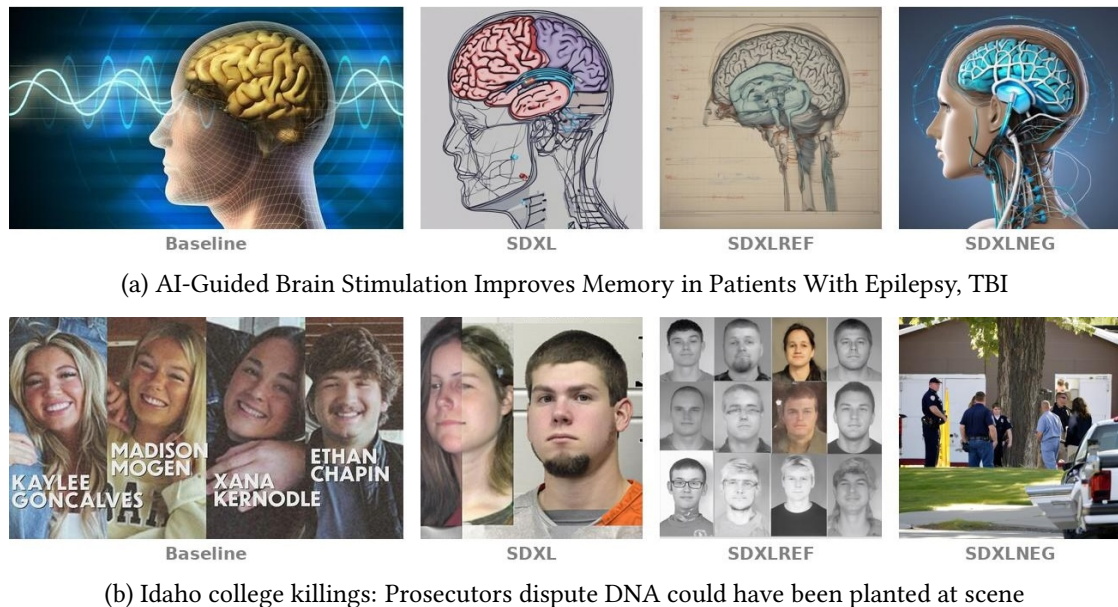 Baseline SDXL SDXLREF SDXLNEG
(a) AI-Guided Brain Stimulation Improves Memory in Patients With Epilepsy, TBI
KAYLEE
GONCALVES
MADISON
MOGEN
XANA
KERNODLE
ETHAN
CHAPIN
Baseline SDXL SDXLREF SDXLNEG
(b) Idaho college killings: Prosecutors dispute DNA could have been planted at scene